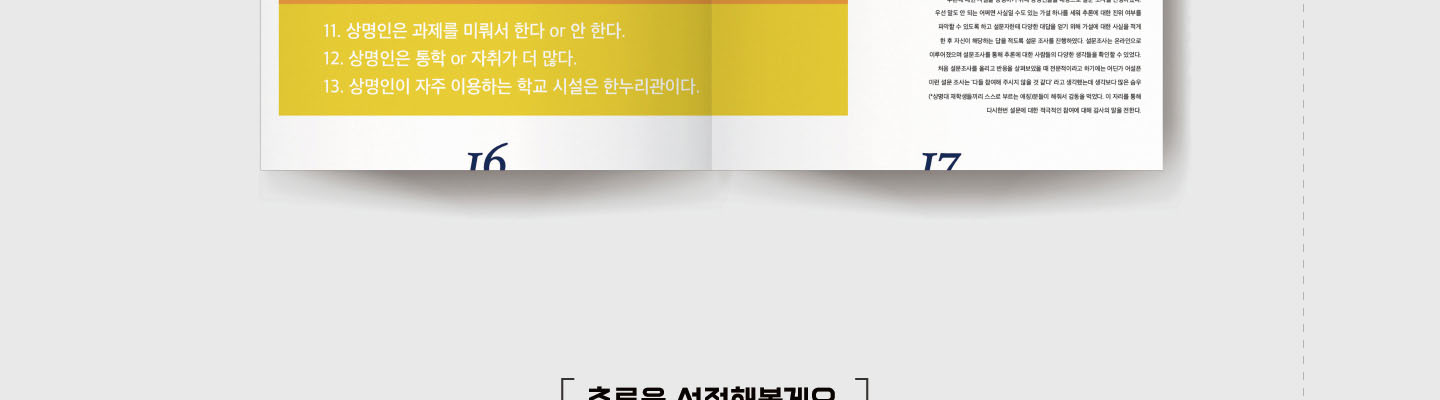 11. 상명인은 과제를 미뤄서 한다 or 안 한다.
12. 상명인은 통학 or 자취가 더 많다.
13. 상명인이 자주 이용하는 학교 시설은 한누리관이다.
우선 말도 안 되는 어쩌면 사실일 수도 있는 가설 하나를 세워 추론에 대한 진위 여부를
파악할 수 있도록 하고 설문자한테 다양한 대답을 얻기 위해 가설에 대한 사실을 적게
한 후 자신이 해당하는 답을 적도록 설문 조사를 진행하였다. 설문조사는 온라인으로
이루어졌으며 설문조사를 통해 추론에 대한 사람들의 다양한 생각들을 확인할 수 있었다.
처음 설문조사를 올리고 반응을 살펴보았을 때 전문적이라고 하기에는 어딘가 어설픈
이런 설문 조사는 '다들 참여해 주시지 않을 것 같다' 라고 생각했는데 생각보다 많은 슴우
(*상명대 재학생들끼리 스스로 부르는 애칭)분들이 해줘서 감동을 먹었다. 이 자리를 통해
다시한번 설문에 대한 적극적인 참여에 대해 감사의 말을 전한다.
16
17
추론을 설정해볼게요